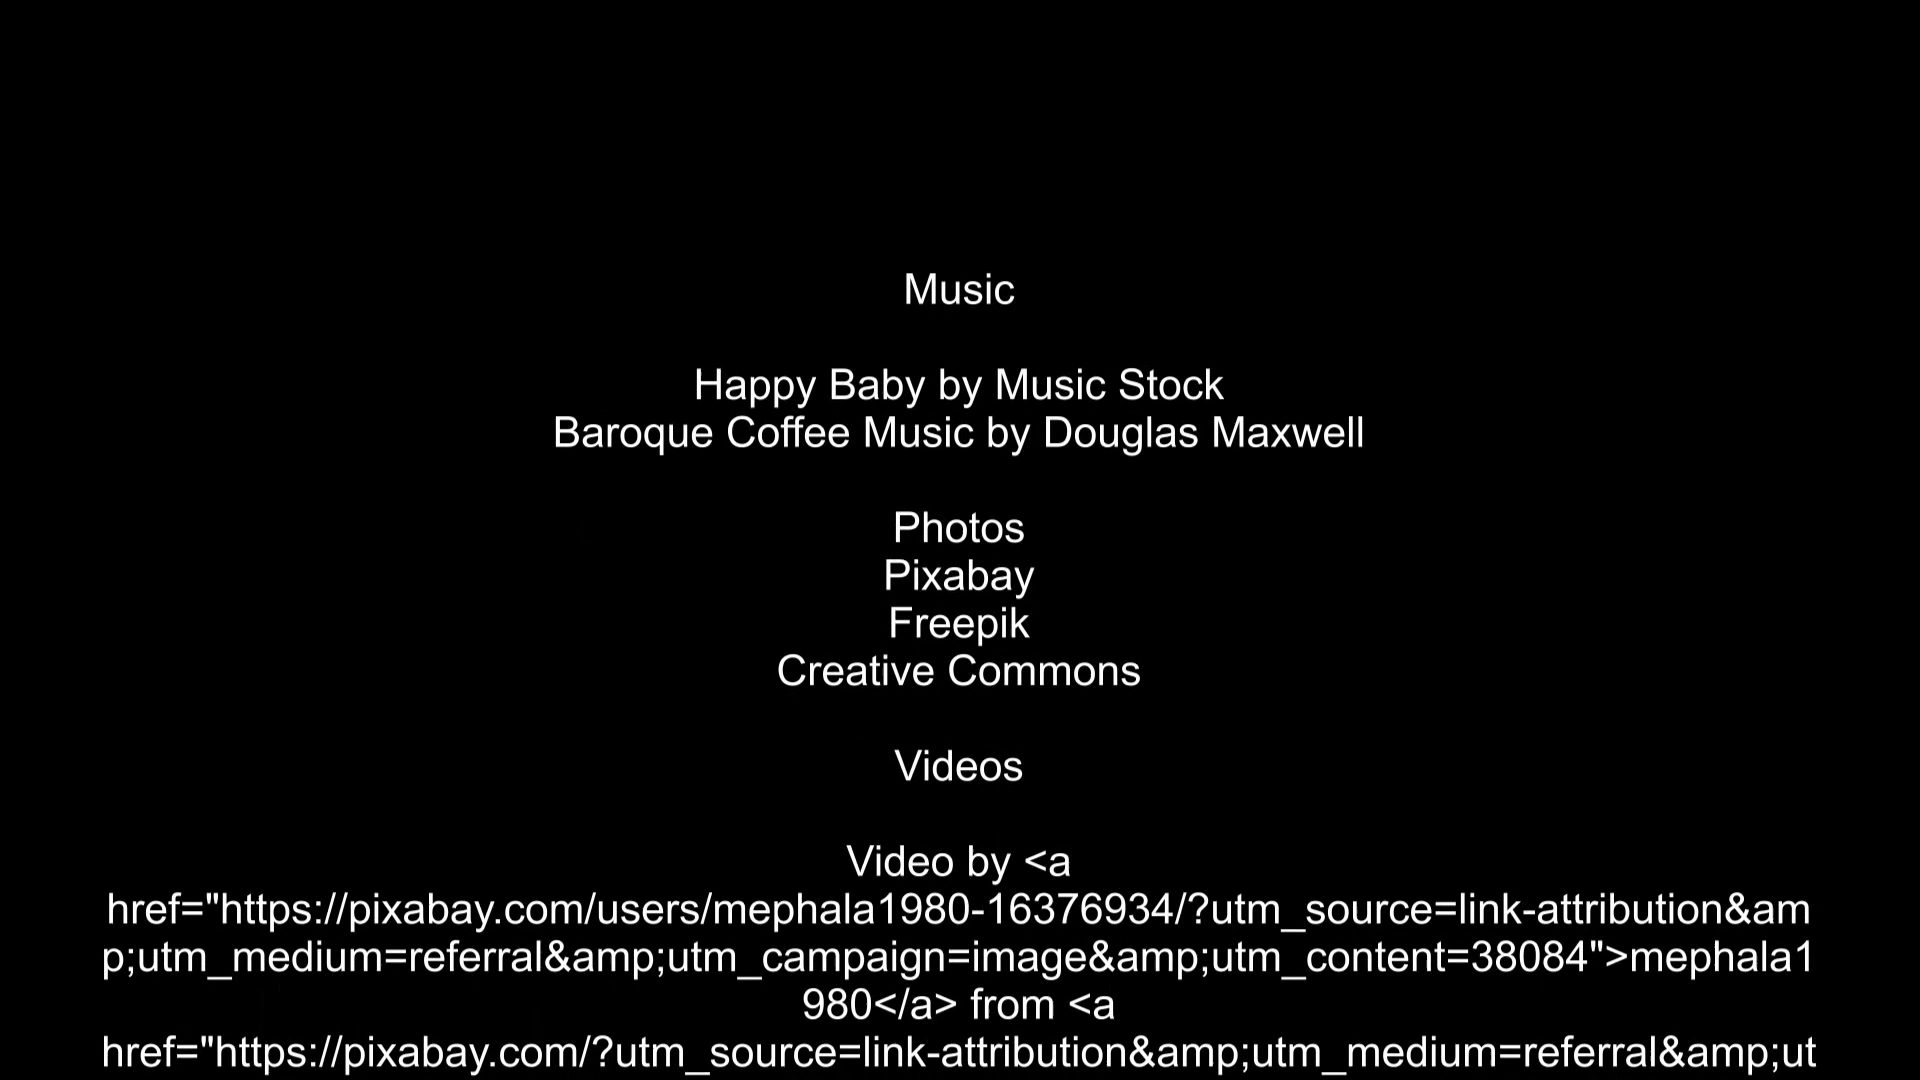 Music
Happy Baby by Music Stock
Baroque Coffee Music by Douglas Maxwell
Photos
Pixabay
Freepik
Creative Commons
Videos
Video by <a
href="https://pixabay.com/users/mephala1980-16376934/?utm_source=link-attribution&am
p;utm_medium=referral&amp;utm_campaign=image&amp;utm_content=38084">mephala1
980</a> from <a
href="https://pixabay.com/?utm_source=link-attribution&amp;utm_medium=referral&amp;ut